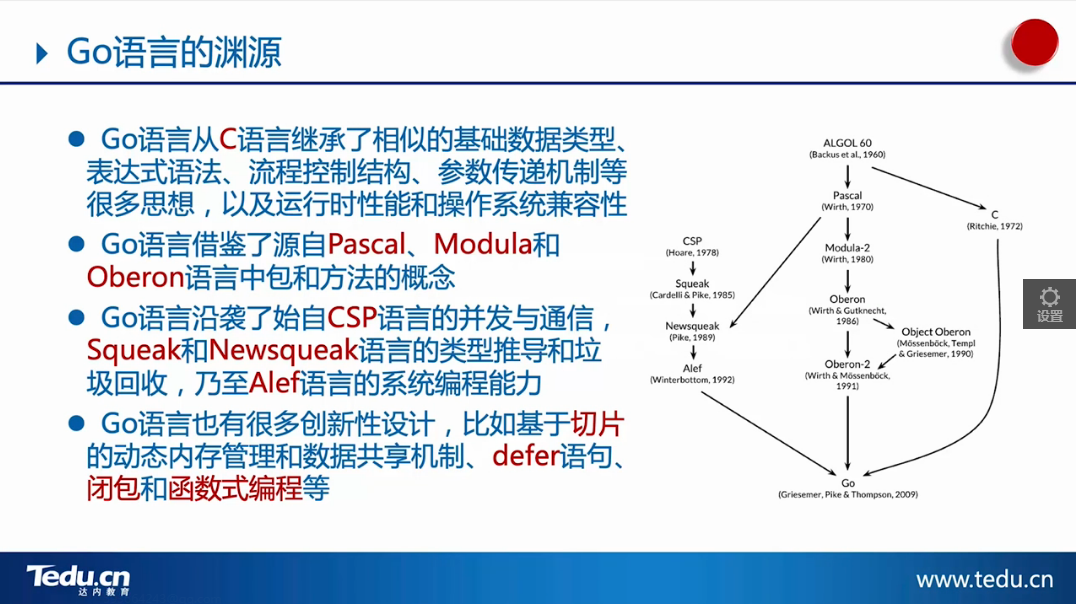 Go语言的渊源
Go语言从C语言继承了相似的基础数据类型、
表达式语法、流程控制结构、参数传递机制等
很多思想，以及运行时性能和操作系统兼容性
Go语言借鉴了源自Pascal、Modula和
Oberon语言中包和方法的概念
Go语言沿袭了始自CSP语言的并发与通信，
Squeak和Newsqueak语言的类型推导和垃
圾回收，乃至Alef语言的系统编程能力
Go语言也有很多创新性设计，比如基于切片
的动态内存管理和数据共享机制、defer语句、
闭包和函数式编程等
ALGOL 60
(Backus et al., 1960)
Pascal
(Wirth, 1970)
C
(Ritchie, 1972)
CSP
(Hoare, 1978)
Modula-2
(Wirth, 1980)
Squeak
(Cardelli & Pike, 1985)
Oberon
(Wirth & Gutknecht,
1986)
Newsqueak
(Pike, 1989)
Object Oberon
(Mössenböck, Templ
& Griesemer, 1990)
Alef
(Winterbottom, 1992)
Oberon-2
(Wirth & Mössenböck,
1991)
Go
(Griesemer, Pike & Thompson, 2009)
设置
Tedu.cn
达内教育
www.tedu.cn